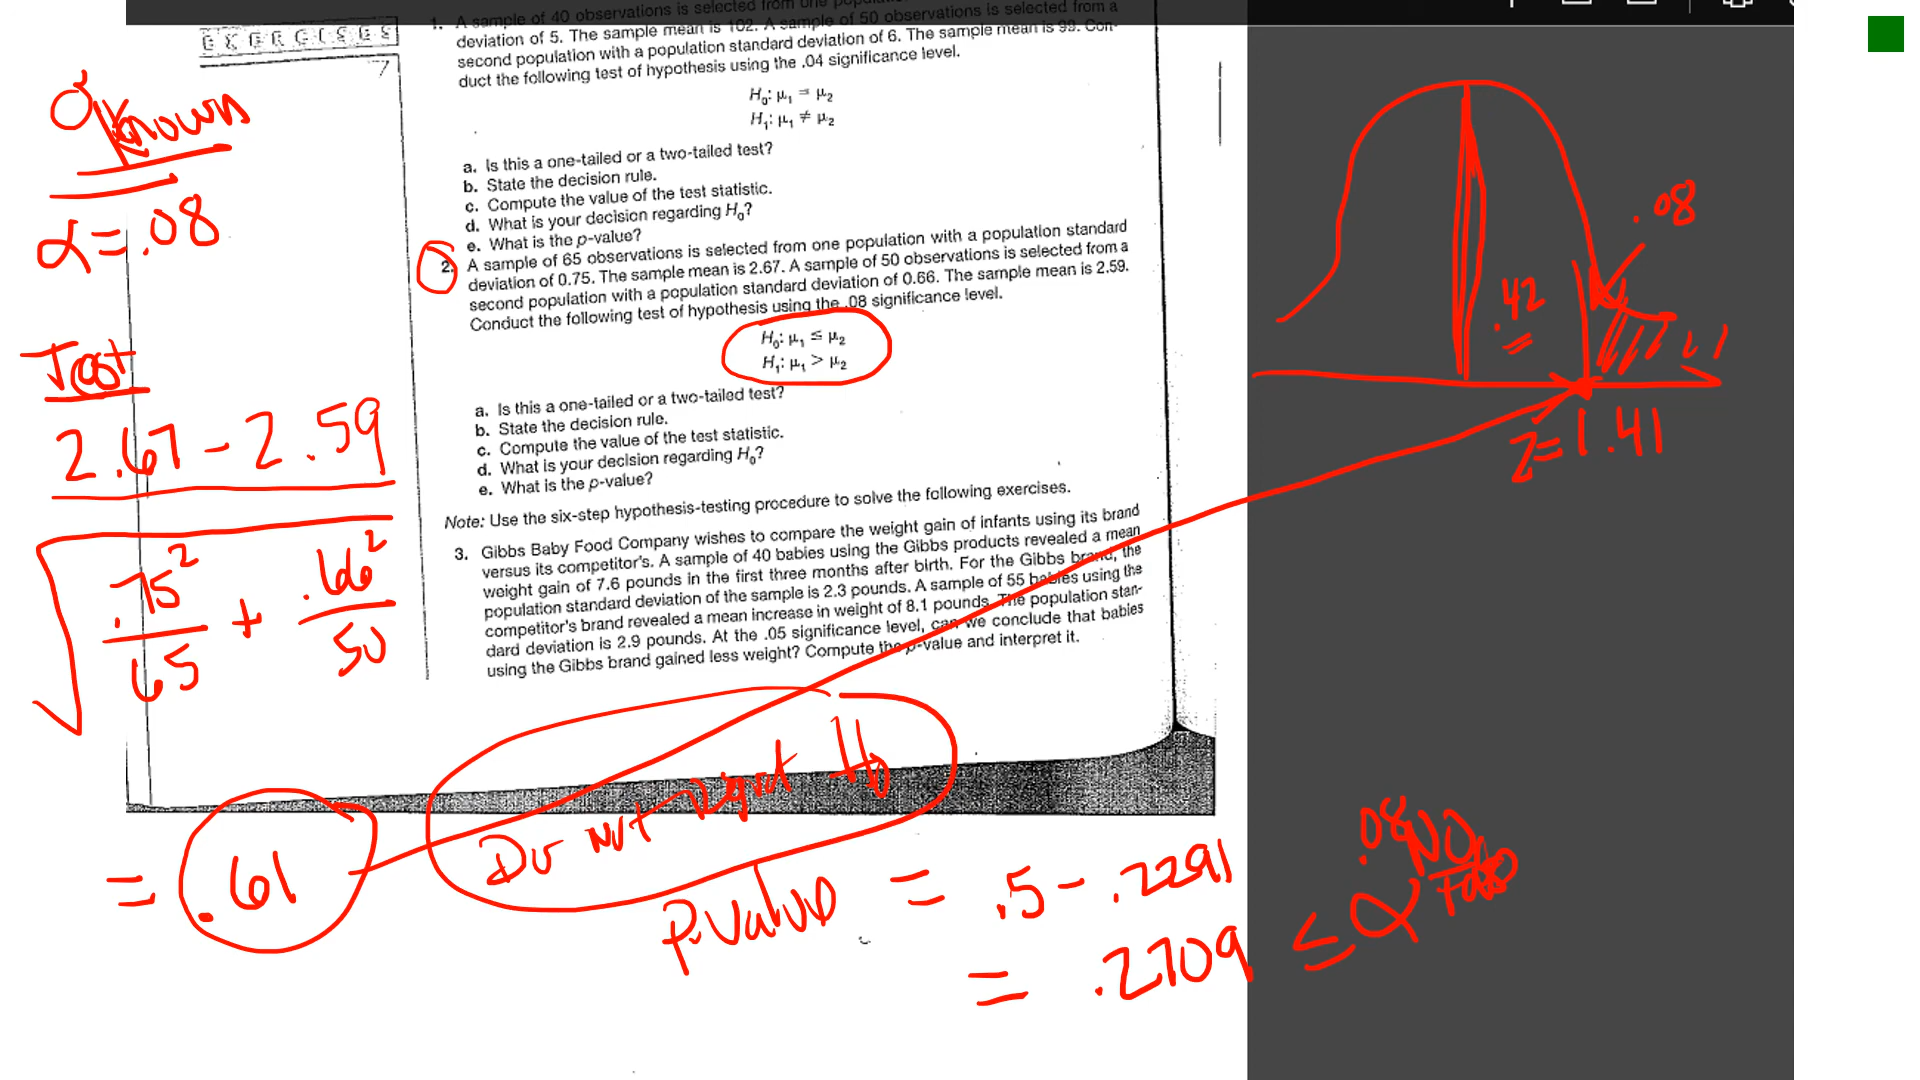 EXERCISES
1. A sample of 40 observations is selected from one
deviation of 5. The sample mean is 102. A sample of 50 observations is selected from a
second population with a population standard deviation of 6. The sample mean is 99. Con-
duct the following test of hypothesis using the .04 significance level.
H₀: μ₁ = μ₂
H₁: μ₁ ≠ μ₂
a. Is this a one-tailed or a two-tailed test?
b. State the decision rule.
c. Compute the value of the test statistic.
d. What is your decision regarding H₀?
e. What is the p-value?
2. A sample of 65 observations is selected from one population with a population standard
deviation of 0.75. The sample mean is 2.67. A sample of 50 observations is selected from a
second population with a population standard deviation of 0.66. The sample mean is 2.59.
Conduct the following test of hypothesis using the .08 significance level.
H₀: μ₁ ≤ μ₂
H₁: μ₁ > μ₂
a. Is this a one-tailed or a two-tailed test?
b. State the decision rule.
c. Compute the value of the test statistic.
d. What is your decision regarding H₀?
e. What is the p-value?
Note: Use the six-step hypothesis-testing procedure to solve the following exercises.
3. Gibbs Baby Food Company wishes to compare the weight gain of infants using its brand
versus its competitor's. A sample of 40 babies using the Gibbs products revealed a mean
weight gain of 7.6 pounds in the first three months after birth. For the Gibbs brand, the
population standard deviation of the sample is 2.3 pounds. A sample of 55 babies using the
competitor's brand revealed a mean increase in weight of 8.1 pounds. The population stan-
dard deviation is 2.9 pounds. At the .05 significance level, can we conclude that babies
using the Gibbs brand gained less weight? Compute the p-value and interpret it.
σ known
α = .08
Test
2.67 - 2.59
√ .75²/65 + .66²/50
= .61
Do not reject H₀
P.value = .5 - .2291
= .2709 ≤ α
.08 NO
.08
.42
Z = 1.41